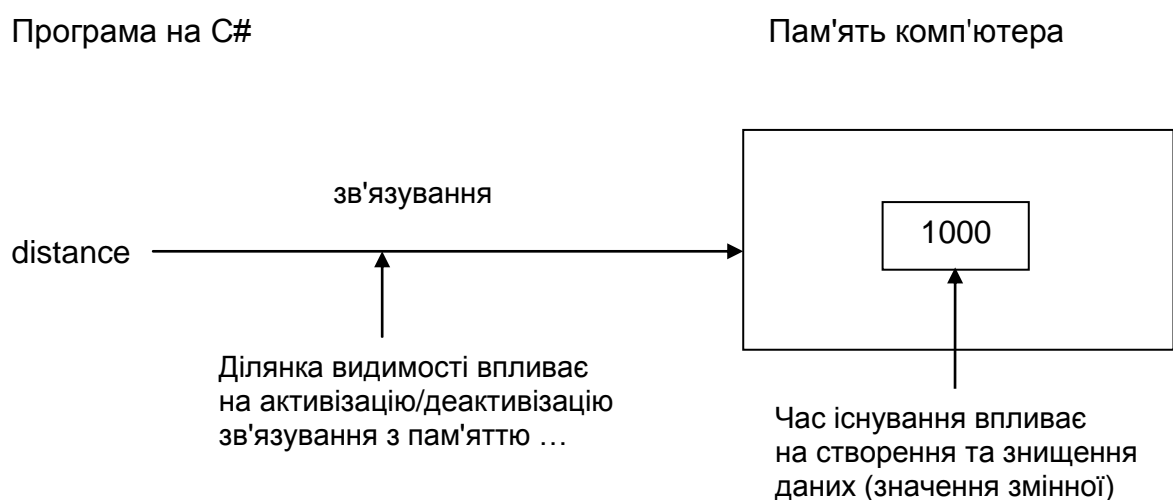 Програма на C#
Пам'ять комп'ютера
зв'язування
distance
1000
Ділянка видимості впливає
на активізацію/деактивізацію
зв'язування з пам'яттю …
Час існування впливає
на створення та знищення
даних (значення змінної)